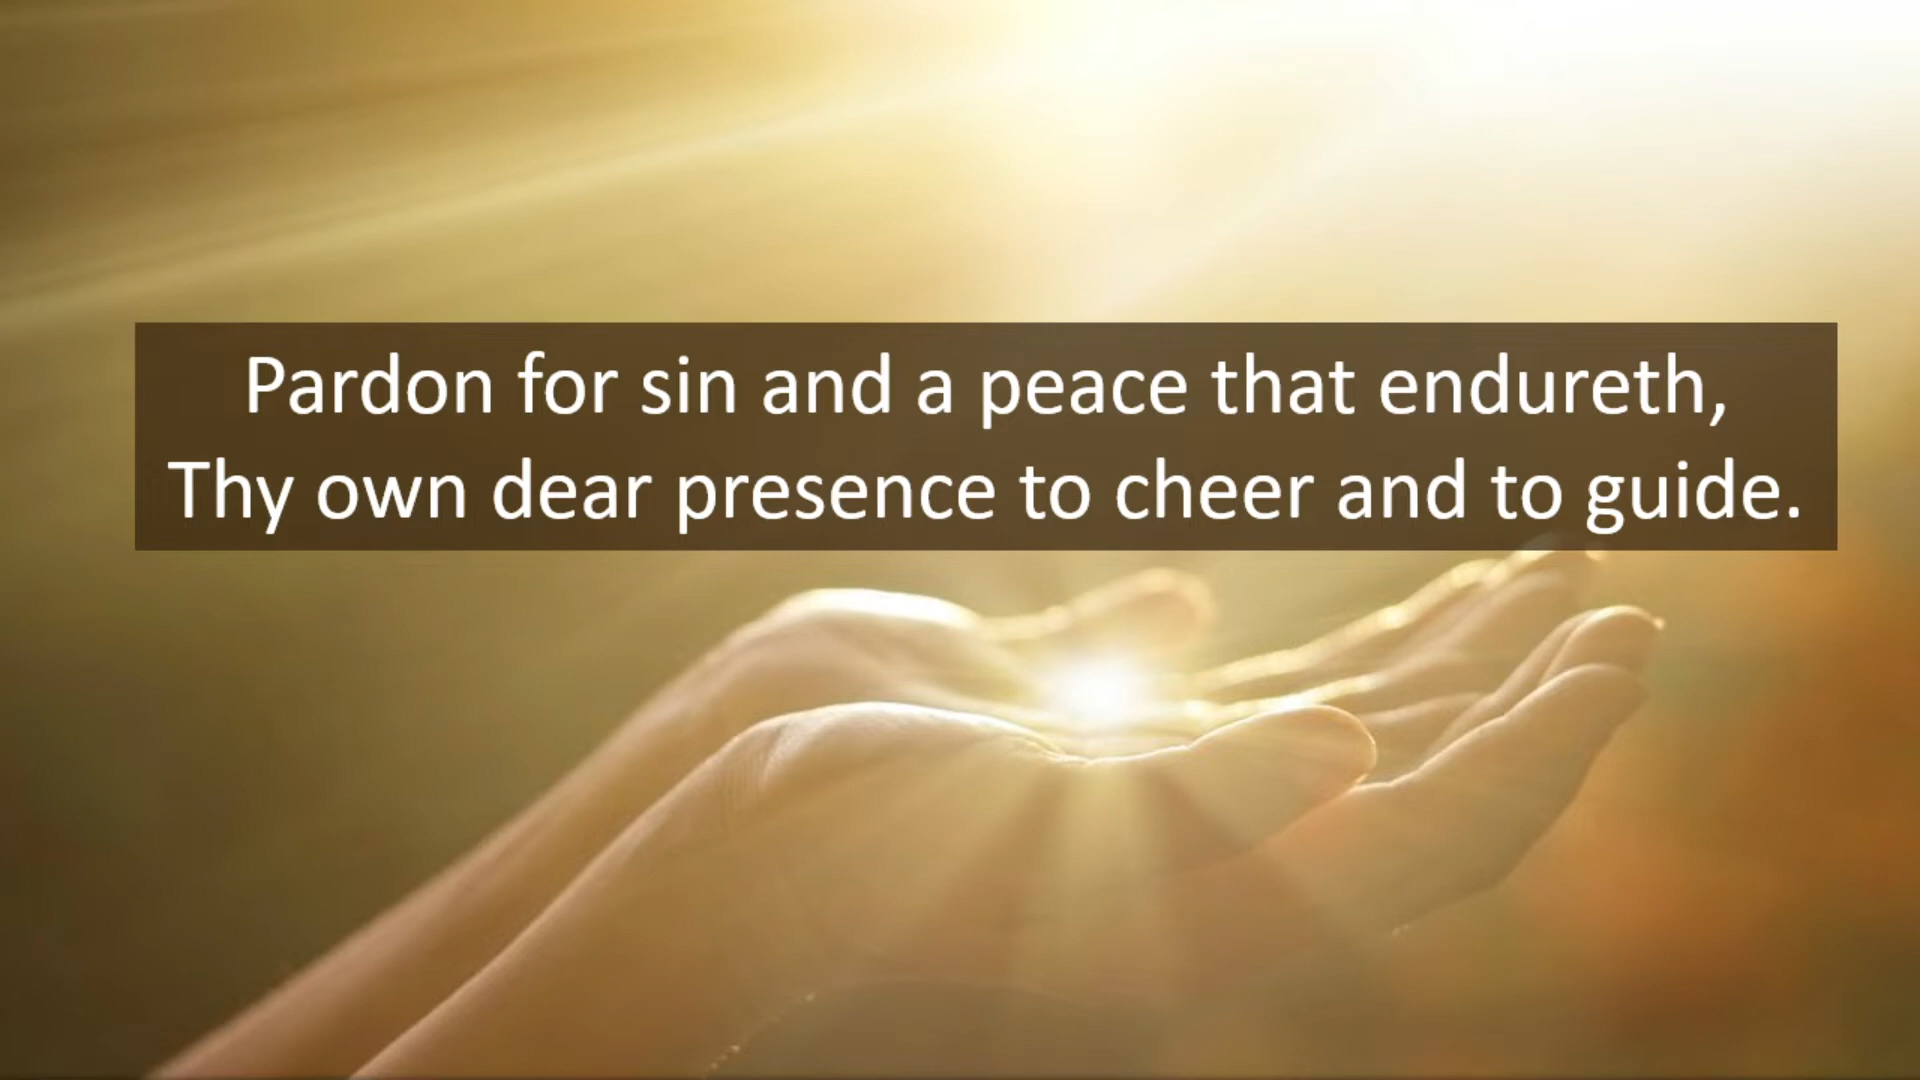 Pardon for sin and a peace that endureth,
Thy own dear presence to cheer and to guide.